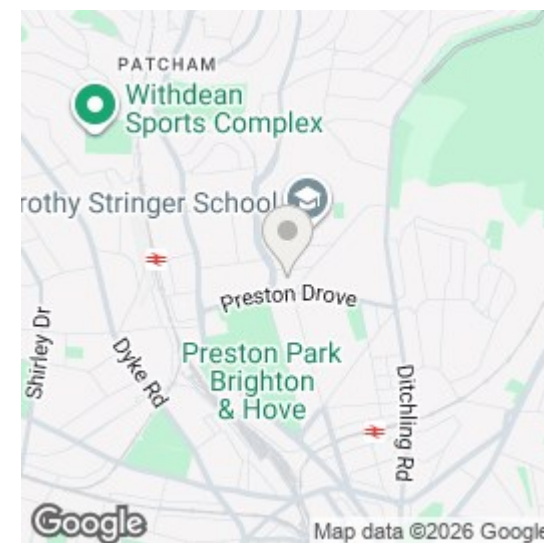 PATCHAM
Withdean
Sports Complex
rothy Stringer School
Preston Drove
Shirley Dr
Dyke Rd
Preston Park
Brighton
& Hove
Ditchling Rd
Google
Map data ©2026 Google